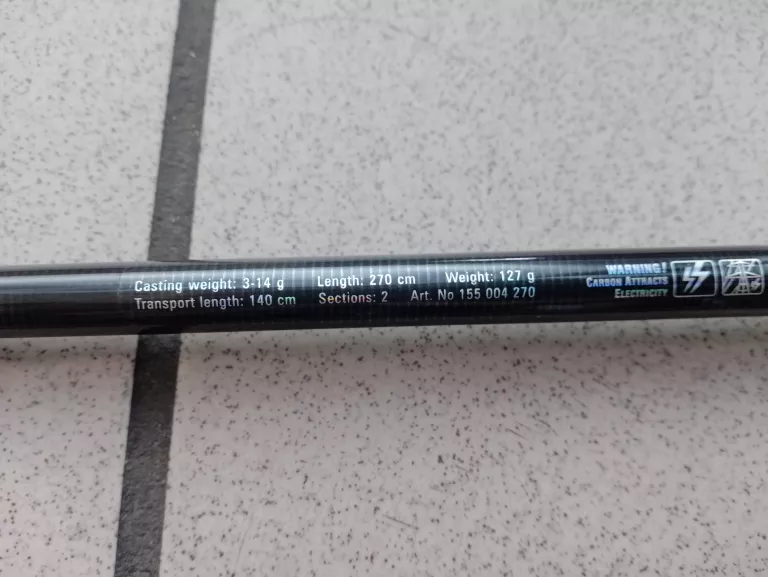 Casting weight: 3-14 g Length: 270 cm Weight: 127 g
Transport length: 140 cm Sections: 2 Art. No 155 004 270
WARNING!
CARBON ATTRACTS
ELECTRICITY